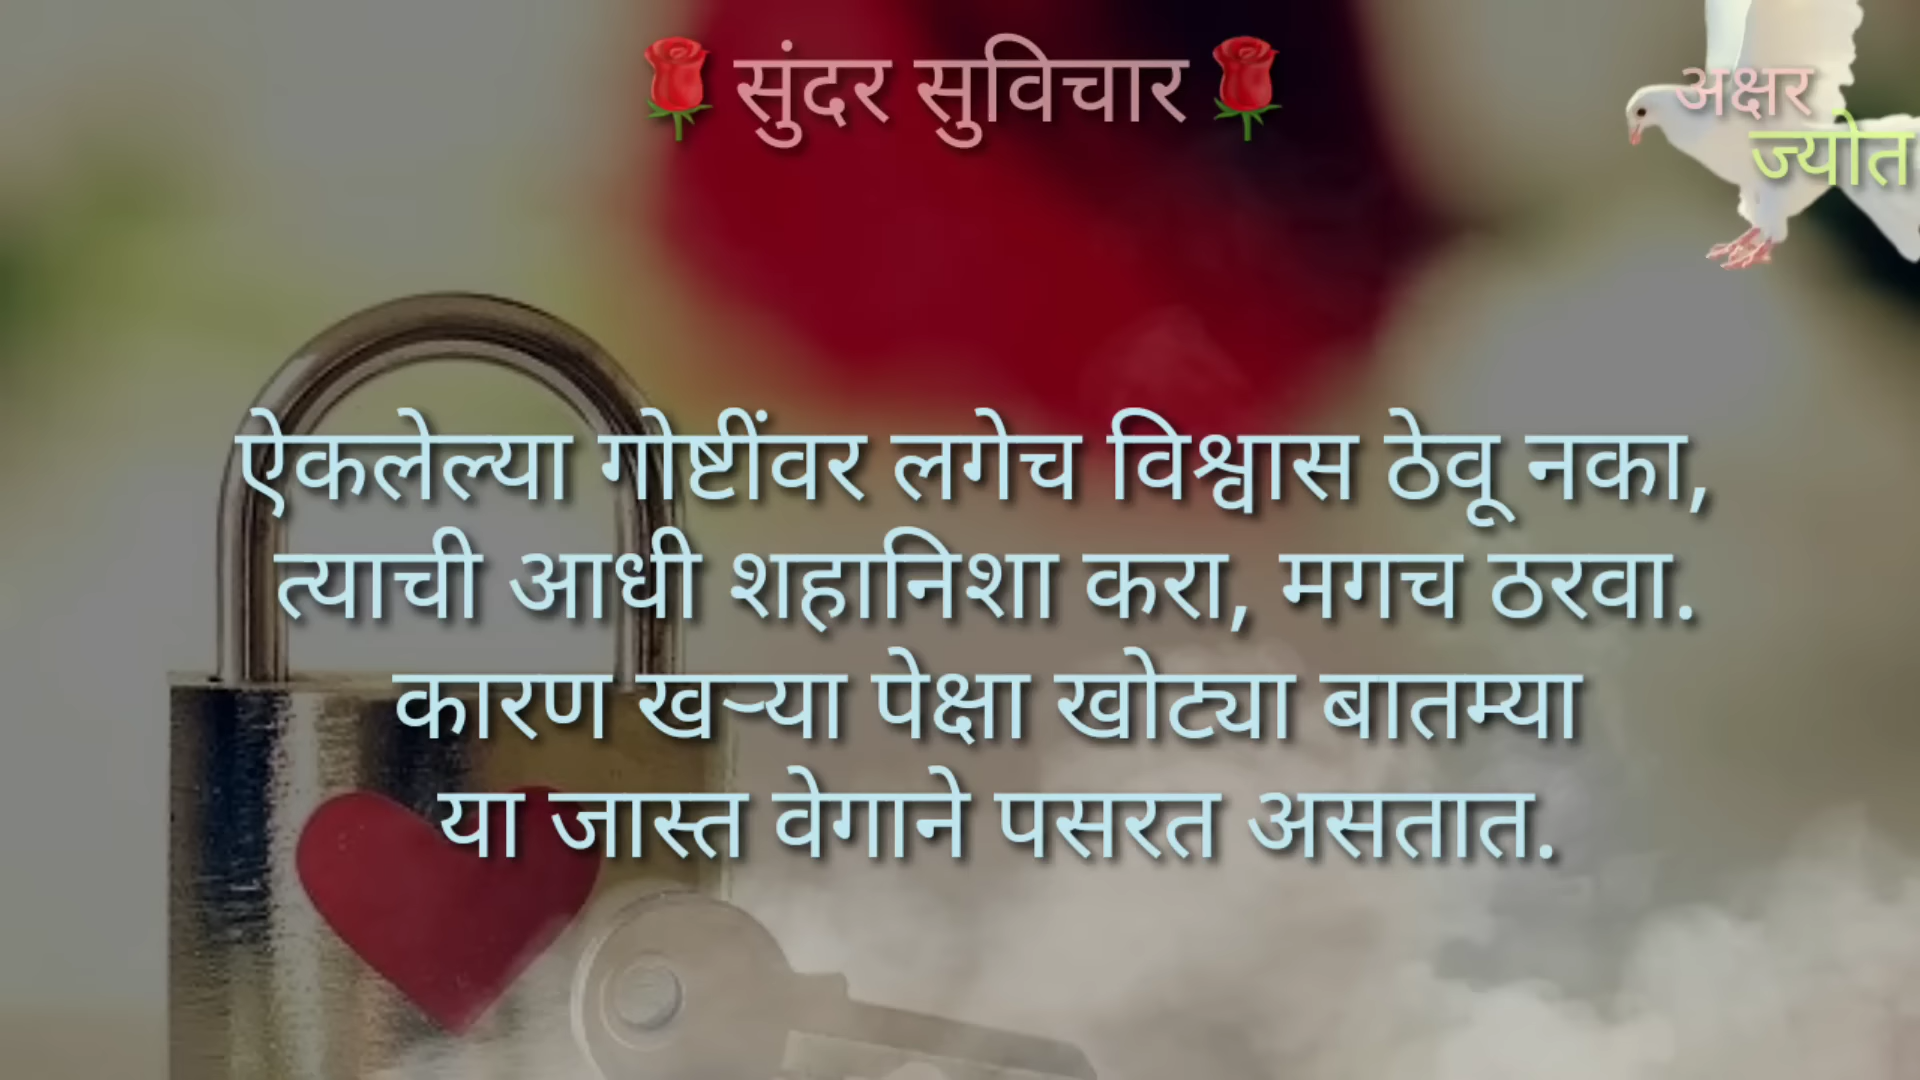 🌹सुंदर सुविचार🌹
अक्षर
ज्योत
ऐकलेल्या गोष्टींवर लगेच विश्वास ठेवू नका,
त्याची आधी शहानिशा करा, मगच ठरवा.
कारण खऱ्या पेक्षा खोट्या बातम्या
या जास्त वेगाने पसरत असतात.